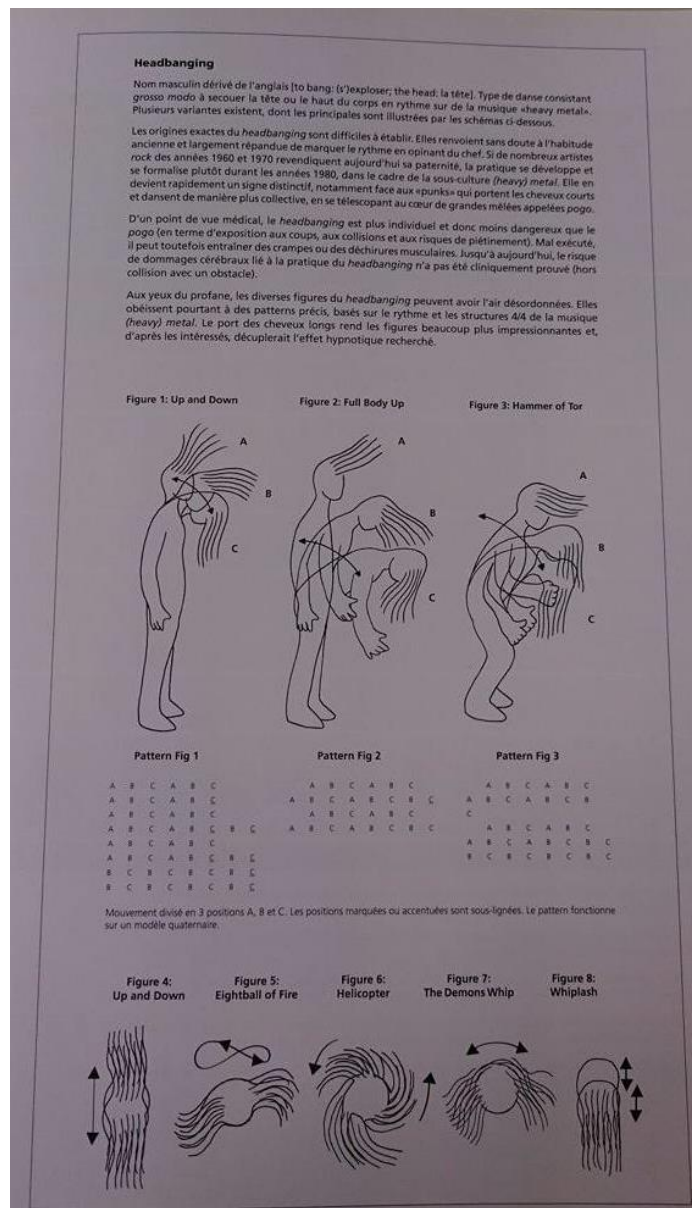 Headbanging
Nom masculin dérivé de l'anglais [to bang: (s')exploser; the head: la tête]. Type de danse consistant
grosso modo à secouer la tête ou le haut du corps en rythme sur de la musique «heavy metal».
Plusieurs variantes existent, dont les principales sont illustrées par les schémas ci-dessous.
Les origines exactes du headbanging sont difficiles à établir. Elles renvoient sans doute à l'habitude
ancienne et largement répandue de marquer le rythme en opinant du chef. Si de nombreux artistes
rock des années 1960 et 1970 revendiquent aujourd'hui sa paternité, la pratique se développe et
se formalise plutôt durant les années 1980, dans le cadre de la sous-culture (heavy) metal. Elle en
devient rapidement un signe distinctif, notamment face aux «punks» qui portent les cheveux courts
et dansent de manière plus collective, en se télescopant au cœur de grandes mêlées appelées pogo.
D'un point de vue médical, le headbanging est plus individuel et donc moins dangereux que le
pogo (en terme d'exposition aux coups, aux collisions et aux risques de piétinement). Mal exécuté,
il peut toutefois entraîner des crampes ou des déchirures musculaires. Jusqu'à aujourd'hui, le risque
de dommages cérébraux lié à la pratique du headbanging n'a pas été cliniquement prouvé (hors
collision avec un obstacle).
Aux yeux du profane, les diverses figures du headbanging peuvent avoir l'air désordonnées. Elles
obéissent pourtant à des patterns précis, basés sur le rythme et les structures 4/4 de la musique
(heavy) metal. Le port des cheveux longs rend les figures beaucoup plus impressionnantes et,
d'après les intéressés, décuplerait l'effet hypnotique recherché.
Figure 1: Up and Down
Figure 2: Full Body Up
Figure 3: Hammer of Tor
A
B
C
A
B
C
A
B
C
Pattern Fig 1
A B C A B C
A B C A B C
A B C A B C
A B C A B C B C
A B C A B C
A B C A B C B C
B C B C B C B C
B C B C B C B C
Pattern Fig 2
A B C A B C
A B C A B C B C
A B C A B C
A B C A B C B C
Pattern Fig 3
A B C A B C
A B C A B C B
C
A B C A B C
A B C A B C B C
B C B C B C B C
Mouvement divisé en 3 positions A, B et C. Les positions marquées ou accentuées sont sous-lignées. Le pattern fonctionne
sur un modèle quaternaire.
Figure 4:
Up and Down
Figure 5:
Eightball of Fire
Figure 6:
Helicopter
Figure 7:
The Demons Whip
Figure 8:
Whiplash